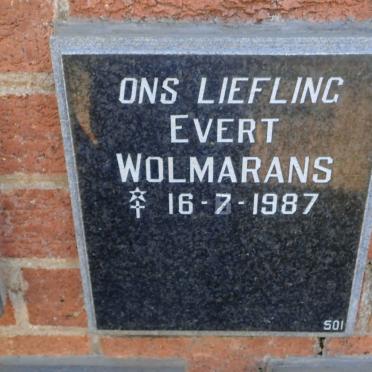 ONS LIEFLING
EVERT
WOLMARANS
✡✝ 16-7-1987
501